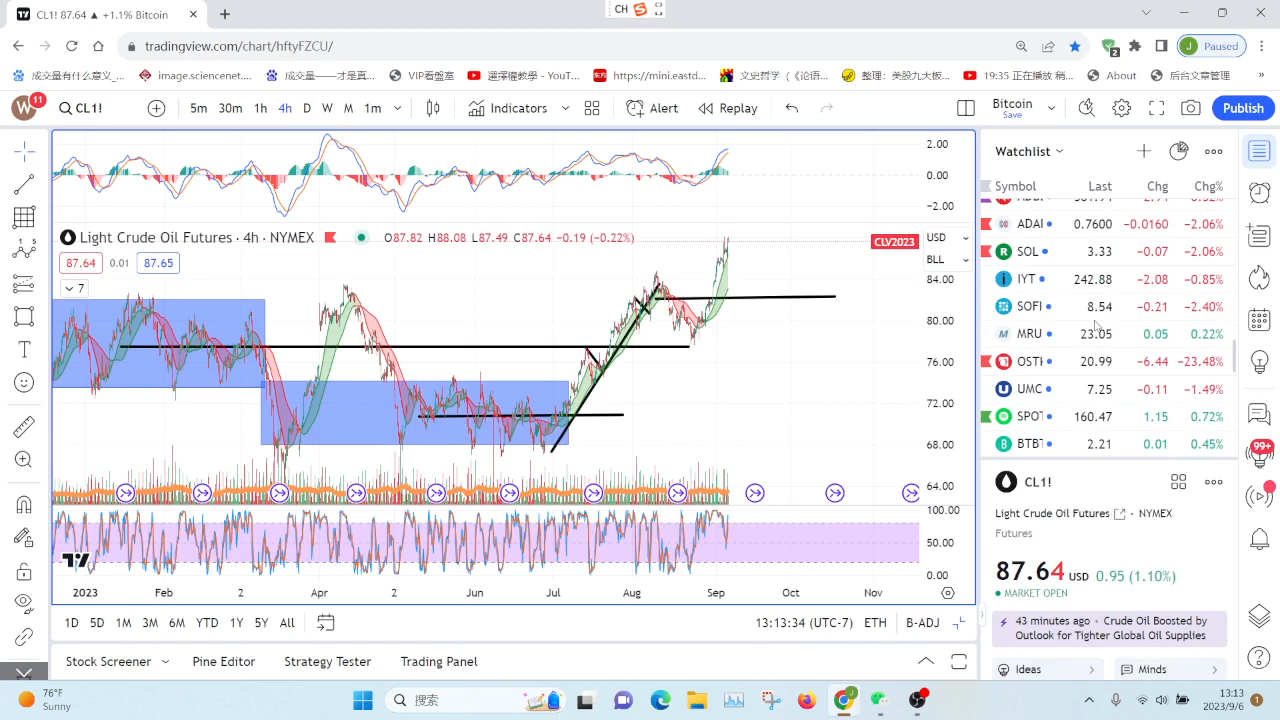 CL1! 87.64 ▲ +1.1% Bitcoin
CH
tradingview.com/chart/hftyFZCU/
2
J Paused
成交量有什么意义_...
image.sciencenet....
成交量——才是真...
VIP看盤室
選擇權教學 - YouT...
https://mini.eastd...
文史哲学（《论语...
整理：美股九大板...
19:35 正在播放 稍...
About
后台文章管理
»
W 11
CL1!
5m 30m 1h 4h D W M 1m
Indicators
Alert
Replay
Bitcoin
Save
Publish
2.00
0.00
−2.00
Light Crude Oil Futures · 4h · NYMEX O87.82 H88.08 L87.49 C87.64 −0.19 (−0.22%)
CLV2023
USD
BLL
87.64 0.01 87.65
7
84.00
80.00
76.00
72.00
68.00
64.00
100.00
50.00
0.00
2023 Feb 2 Apr 2 Jun Jul Aug Sep Oct Nov
1D 5D 1M 3M 6M YTD 1Y 5Y All
13:13:34 (UTC-7) ETH B-ADJ
Stock Screener
Pine Editor
Strategy Tester
Trading Panel
Watchlist
Symbol Last Chg Chg%
ADAI 0.7600 −0.0160 −2.06%
SOL 3.33 −0.07 −2.06%
IYT 242.88 −2.08 −0.85%
SOFI 8.54 −0.21 −2.40%
MRU 23.05 0.05 0.22%
OSTK 20.99 −6.44 −23.48%
UMC 7.25 −0.11 −1.49%
SPOT 160.47 1.15 0.72%
BTBT 2.21 0.01 0.45%
CL1!
Light Crude Oil Futures • NYMEX
Futures
87.64 USD 0.95 (1.10%)
MARKET OPEN
43 minutes ago • Crude Oil Boosted by
Outlook for Tighter Global Oil Supplies
Ideas
Minds
99+
76°F
Sunny
搜索
13:13
2023/9/6
1